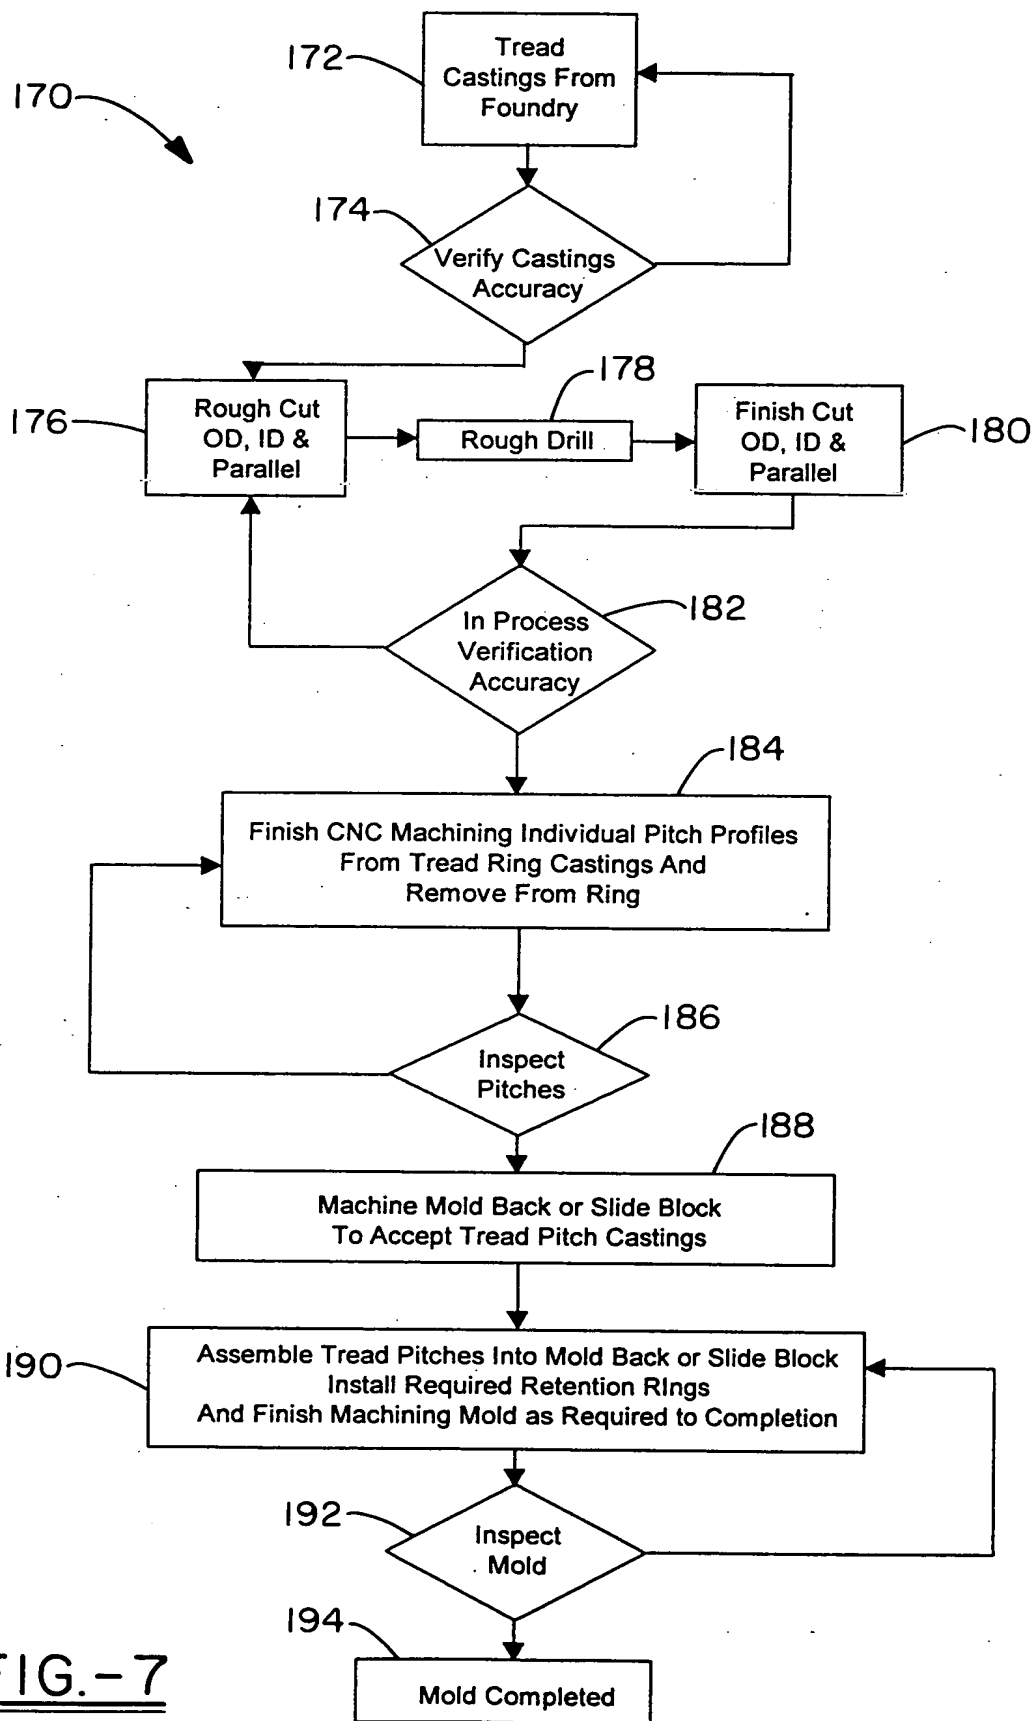 172
Tread
Castings From
Foundry
170
174
Verify Castings
Accuracy
176
Rough Cut
OD, ID &
Parallel
178
Rough Drill
Finish Cut
OD, ID &
Parallel
180
In Process
Verification
Accuracy
182
184
Finish CNC Machining Individual Pitch Profiles
From Tread Ring Castings And
Remove From Ring
186
Inspect
Pitches
188
Machine Mold Back or Slide Block
To Accept Tread Pitch Castings
190
Assemble Tread Pitches Into Mold Back or Slide Block
Install Required Retention RIngs
And Finish Machining Mold as Required to Completion
192
Inspect
Mold
194
Mold Completed
FIG.-7